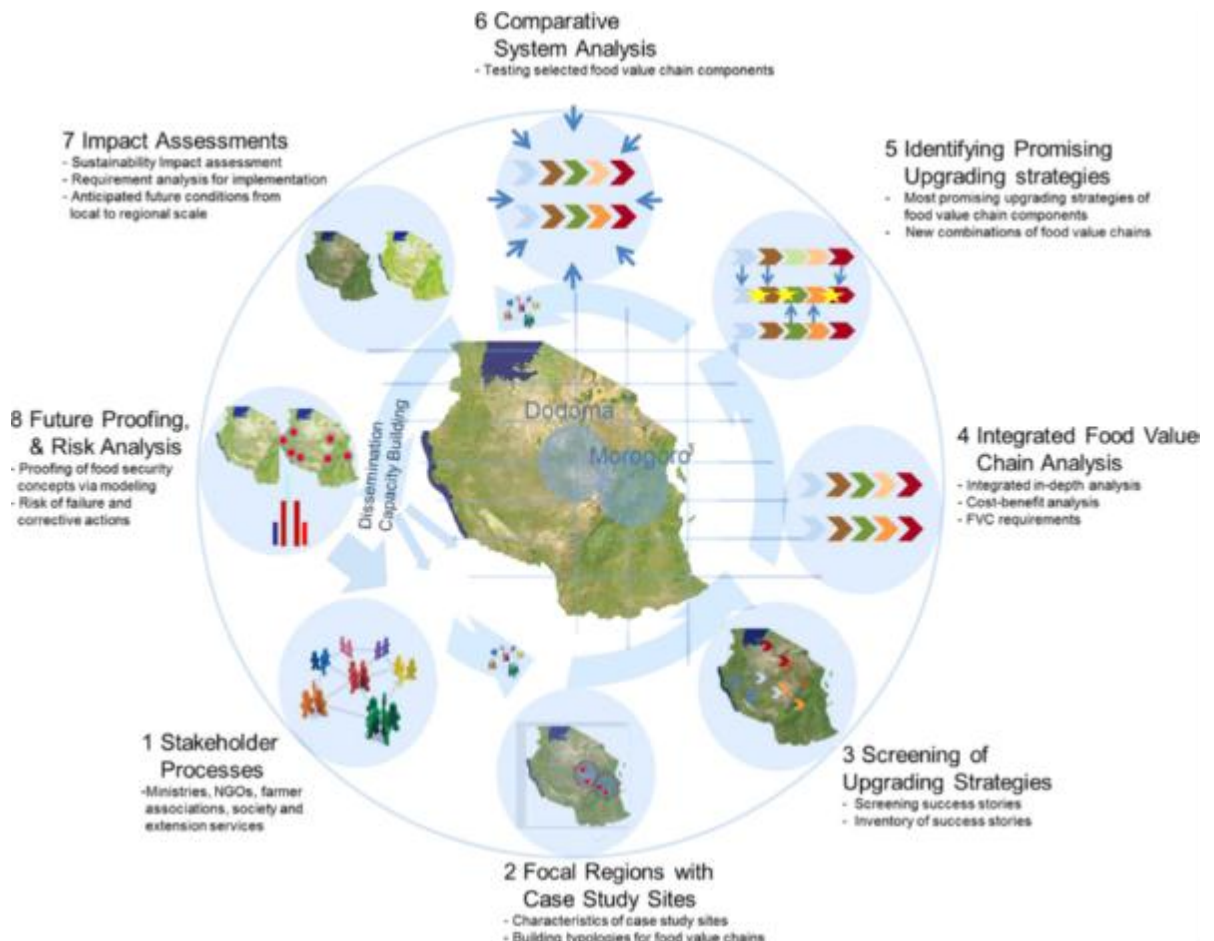 6 Comparative
System Analysis
- Testing selected food value chain components
7 Impact Assessments
- Sustainability Impact assessment
- Requirement analysis for implementation
- Anticipated future conditions from
local to regional scale
5 Identifying Promising
Upgrading strategies
- Most promising upgrading strategies of
food value chain components
- New combinations of food value chains
8 Future Proofing,
& Risk Analysis
- Proofing of food security
concepts via modeling
- Risk of failure and
corrective actions
Dissemination
Capacity Building
Dodoma
Morogoro
4 Integrated Food Value
Chain Analysis
- Integrated in-depth analysis
- Cost-benefit analysis
- FVC requirements
1 Stakeholder
Processes
-Ministries, NGOs, farmer
associations, society and
extension services
3 Screening of
Upgrading Strategies
- Screening success stories
- Inventory of success stories
2 Focal Regions with
Case Study Sites
- Characteristics of case study sites
- Building typologies for food value chains